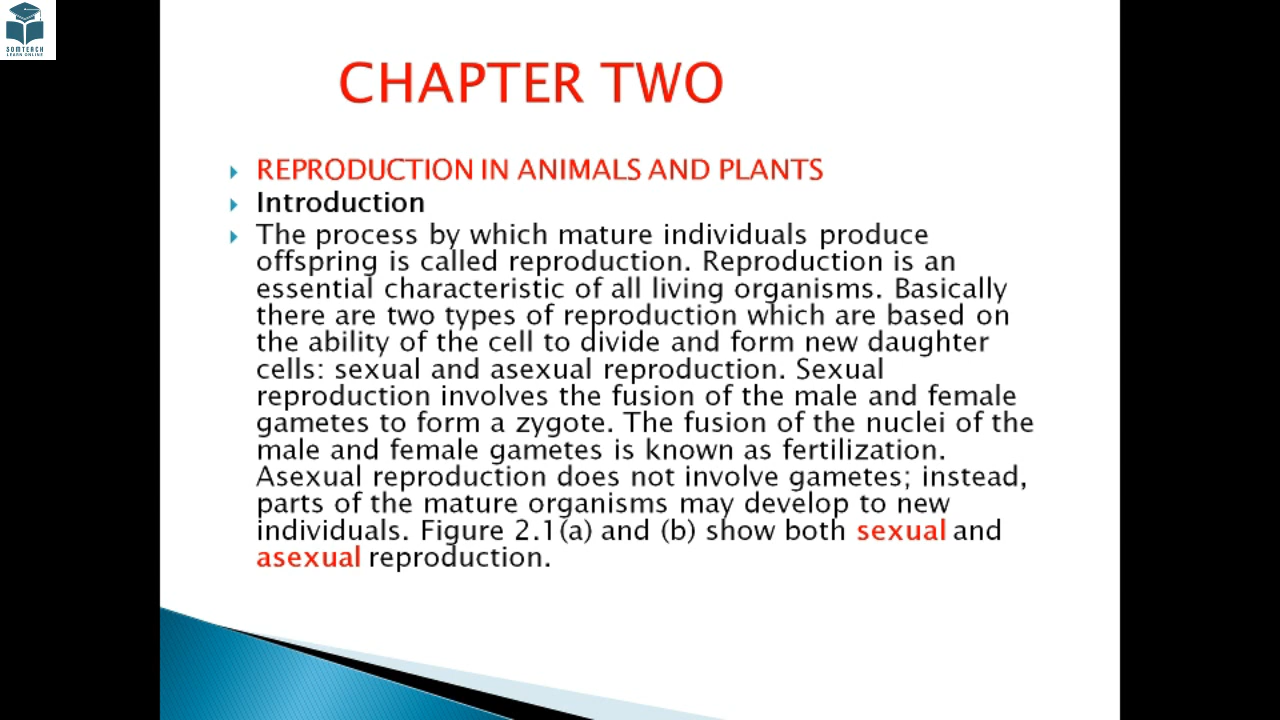 SOMTEACH
LEARN ONLINE
CHAPTER TWO
REPRODUCTION IN ANIMALS AND PLANTS
Introduction
The process by which mature individuals produce
offspring is called reproduction. Reproduction is an
essential characteristic of all living organisms. Basically
there are two types of reproduction which are based on
the ability of the cell to divide and form new daughter
cells: sexual and asexual reproduction. Sexual
reproduction involves the fusion of the male and female
gametes to form a zygote. The fusion of the nuclei of the
male and female gametes is known as fertilization.
Asexual reproduction does not involve gametes; instead,
parts of the mature organisms may develop to new
individuals. Figure 2.1(a) and (b) show both sexual and
asexual reproduction.